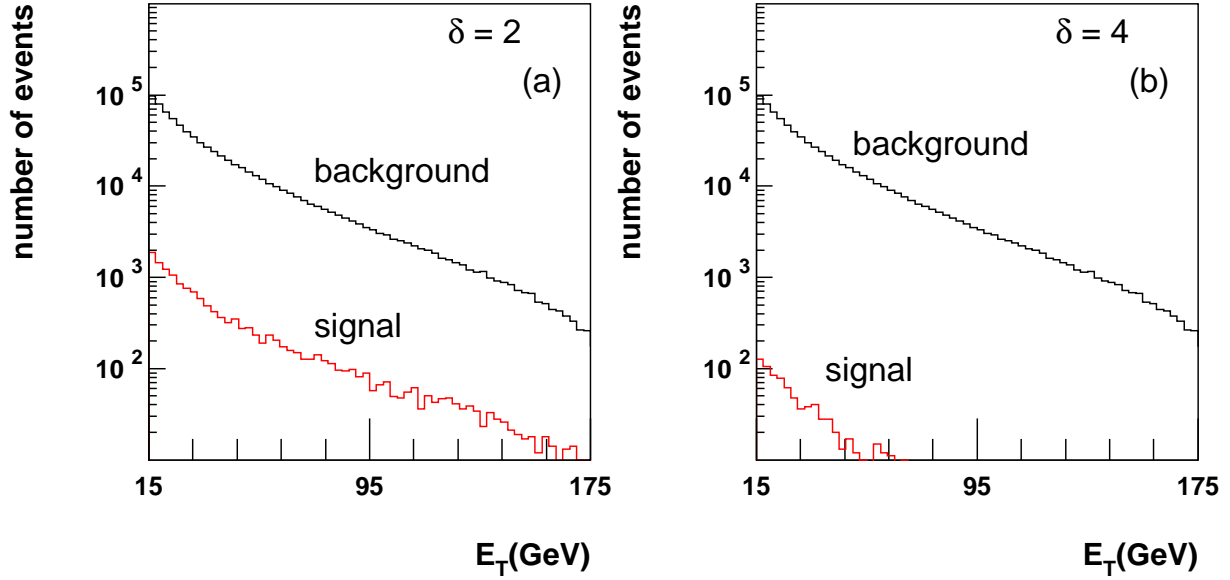 number of events
δ = 2
(a)
10^5
background
10^4
10^3
signal
10^2
15
95
175
E_T(GeV)
number of events
δ = 4
(b)
10^5
background
10^4
10^3
10^2
signal
15
95
175
E_T(GeV)